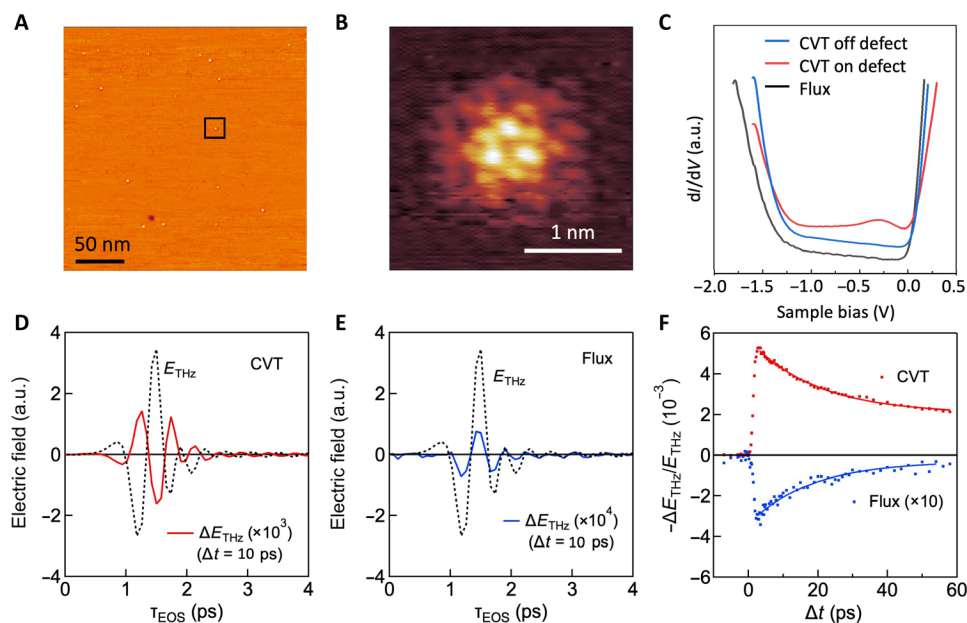 A
50 nm
B
1 nm
C
CVT off defect
CVT on defect
Flux
dI/dV (a.u.)
−2.0 −1.5 −1.0 −0.5 0.0 0.5
Sample bias (V)
D
4
2
0
−2
−4
Electric field (a.u.)
E_THz
CVT
ΔE_THz (×10³)
(Δt = 10 ps)
0 1 2 3 4
τ_EOS (ps)
E
4
2
0
−2
−4
Electric field (a.u.)
E_THz
Flux
ΔE_THz (×10⁴)
(Δt = 10 ps)
0 1 2 3 4
τ_EOS (ps)
F
6
4
2
0
−2
−4
−6
-ΔE_THz/E_THz (10⁻³)
CVT
Flux (×10)
0 20 40 60
Δt (ps)